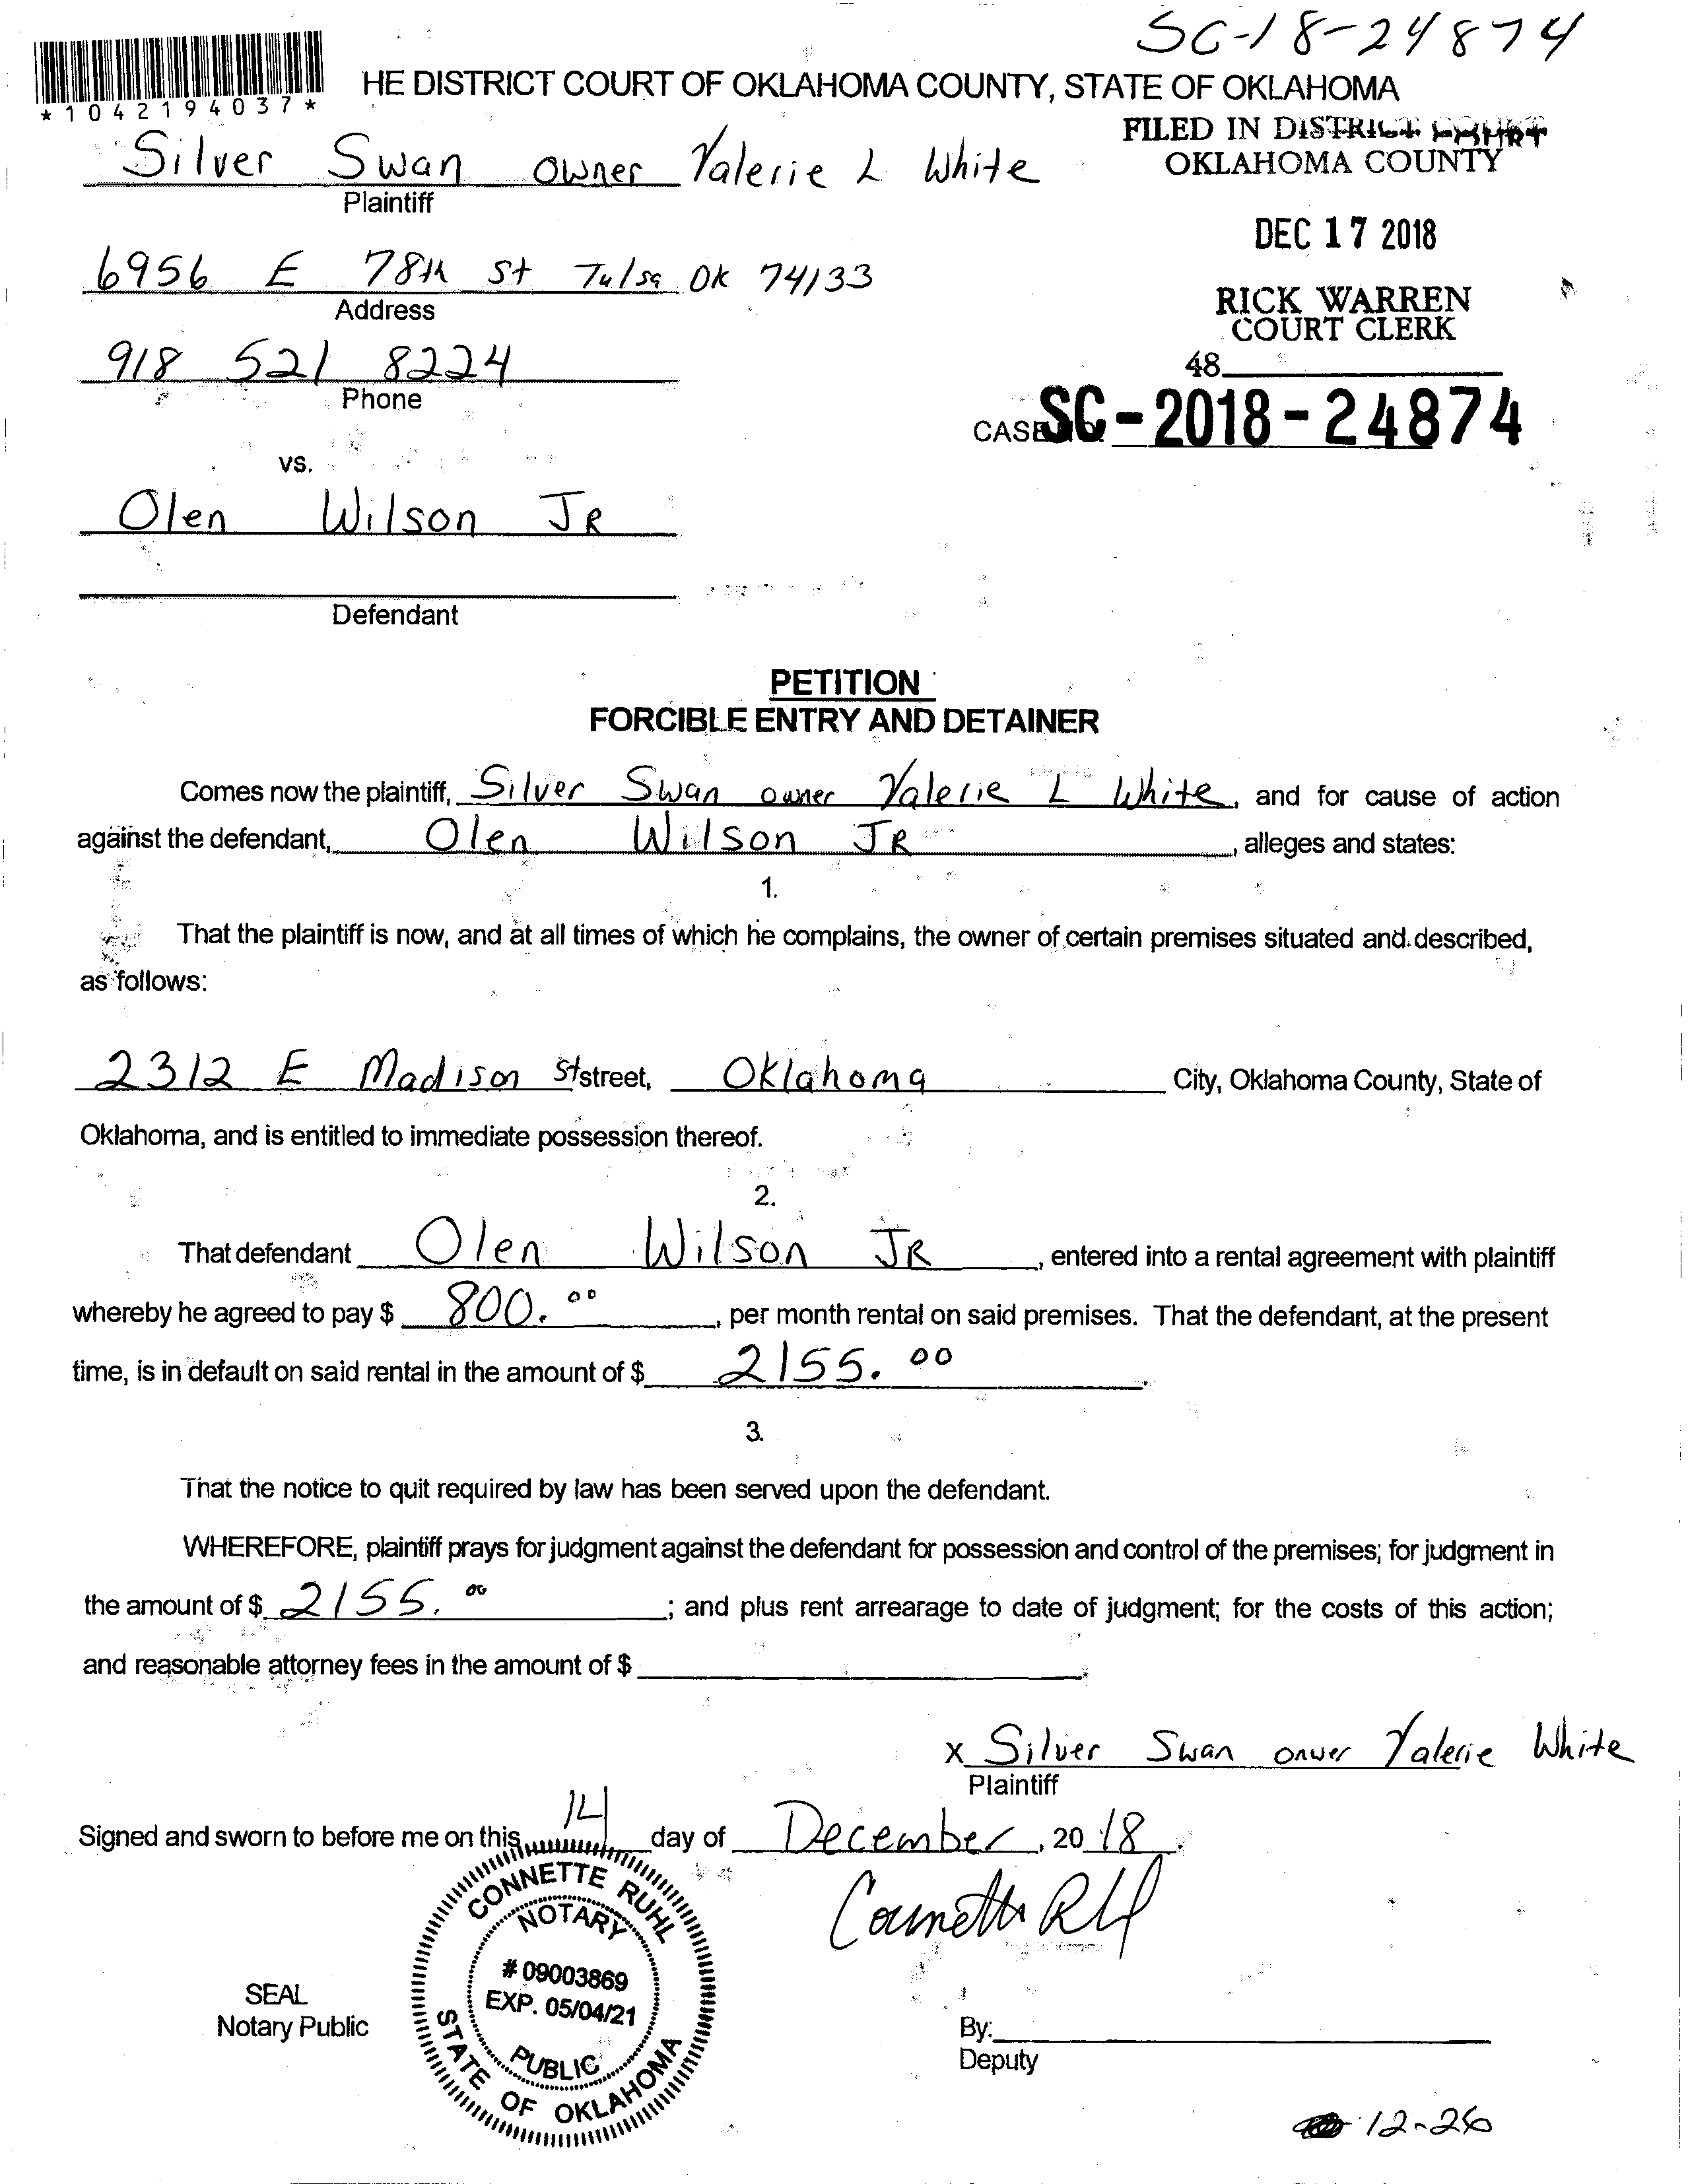 SC-18-24874
*1042194037*
HE DISTRICT COURT OF OKLAHOMA COUNTY, STATE OF OKLAHOMA
FILED IN DISTRICT COURT
OKLAHOMA COUNTY
Silver Swan owner Valerie L White
Plaintiff
DEC 17 2018
6956 E 78th St Tulsa OK 74133
Address
RICK WARREN
COURT CLERK
918 521 8224
Phone
48
CASE NO. SC-2018-24874
vs.
Olen Wilson JR
Defendant
PETITION
FORCIBLE ENTRY AND DETAINER
Comes now the plaintiff, Silver Swan owner Valerie L White, and for cause of action
against the defendant, Olen Wilson JR, alleges and states:
1.
That the plaintiff is now, and at all times of which he complains, the owner of certain premises situated and described,
as follows:
2312 E Madison St street, Oklahoma City, Oklahoma County, State of
Oklahoma, and is entitled to immediate possession thereof.
2.
That defendant Olen Wilson JR, entered into a rental agreement with plaintiff
whereby he agreed to pay $ 800.00, per month rental on said premises. That the defendant, at the present
time, is in default on said rental in the amount of $ 2155.00.
3.
That the notice to quit required by law has been served upon the defendant.
WHEREFORE, plaintiff prays for judgment against the defendant for possession and control of the premises; for judgment in
the amount of $ 2155.00; and plus rent arrearage to date of judgment; for the costs of this action;
and reasonable attorney fees in the amount of $
x Silver Swan onwer Valerie White
Plaintiff
Signed and sworn to before me on this 14 day of December, 2018.
CONNETTE RUHL
NOTARY
# 09003869
EXP. 05/04/21
PUBLIC
STATE OF OKLAHOMA
SEAL
Notary Public
By:
Deputy
12-26